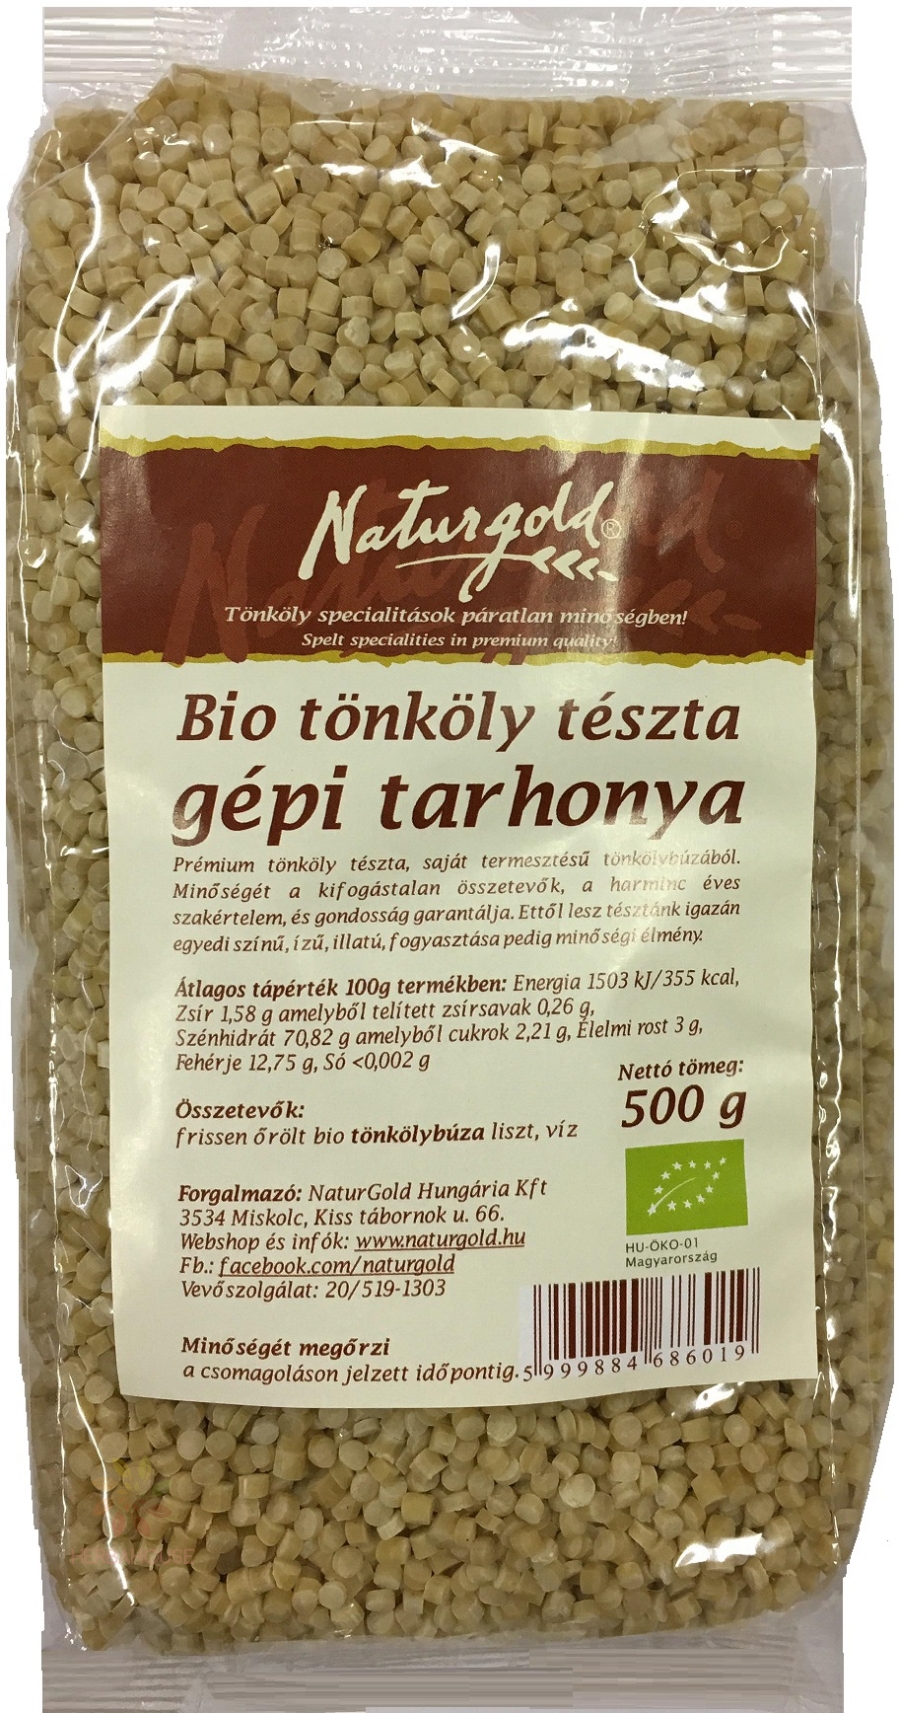 Naturgold®
Tönköly specialitások páratlan minőségben!
Spelt specialities in premium quality!
Bio tönköly tészta
gépi tarhonya
Prémium tönköly tészta, saját termesztésű tönkölybúzából.
Minőségét a kifogástalan összetevők, a harminc éves
szakértelem, és gondosság garantálja. Ettől lesz tésztánk igazán
egyedi színű, ízű, illatú, fogyasztása pedig minőségi élmény.
Átlagos tápérték 100g termékben: Energia 1503 kJ/355 kcal,
Zsír 1,58 g amelyből telített zsírsavak 0,26 g,
Szénhidrát 70,82 g amelyből cukrok 2,21 g, Élelmi rost 3 g,
Fehérje 12,75 g, Só <0,002 g
Nettó tömeg:
500 g
Összetevők:
frissen őrölt bio tönkölybúza liszt, víz
Forgalmazó: NaturGold Hungária Kft
3534 Miskolc, Kiss tábornok u. 66.
Webshop és infók: www.naturgold.hu
Fb.: facebook.com/naturgold
Vevőszolgálat: 20/519-1303
HU-ÖKO-01
Magyarország
Minőségét megőrzi
a csomagoláson jelzett időpontig.
5 999884 686019